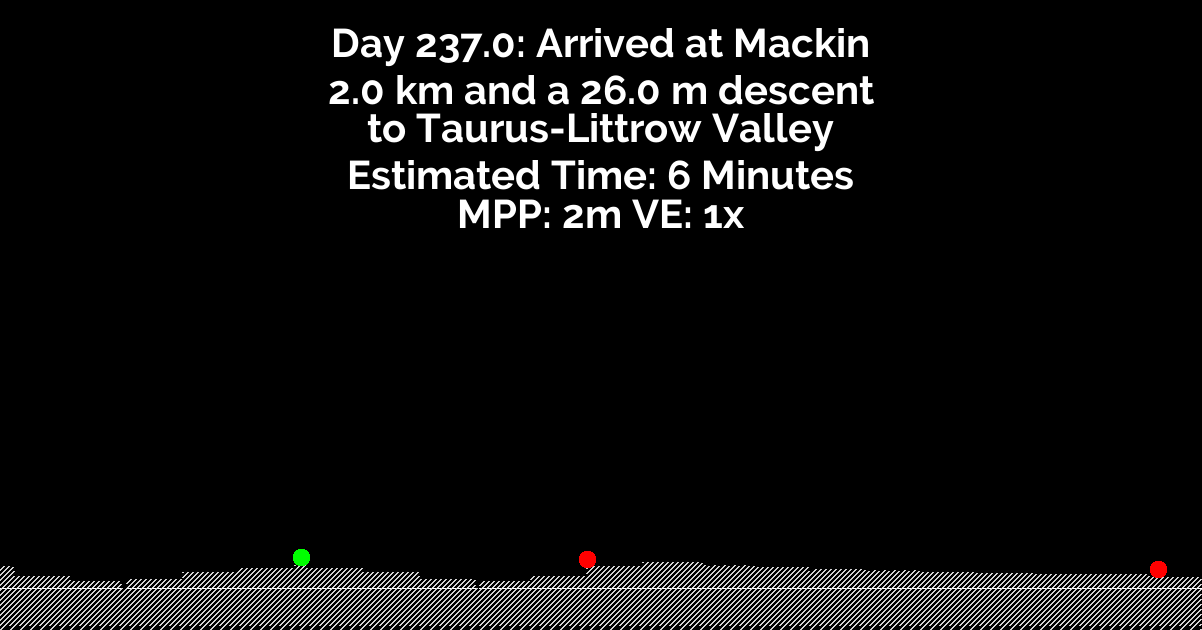 Day 237.0: Arrived at Mackin
2.0 km and a 26.0 m descent
to Taurus-Littrow Valley
Estimated Time: 6 Minutes
MPP: 2m VE: 1x